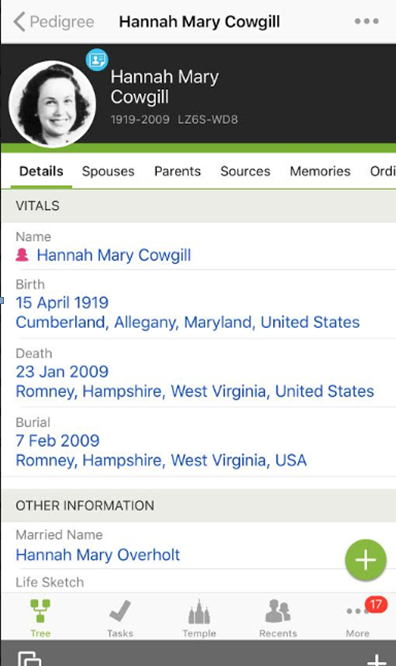 Pedigree
Hannah Mary Cowgill
Hannah Mary
Cowgill
1919-2009 LZ6S-WD8
Details Spouses Parents Sources Memories Ordi
VITALS
Name
Hannah Mary Cowgill
Birth
15 April 1919
Cumberland, Allegany, Maryland, United States
Death
23 Jan 2009
Romney, Hampshire, West Virginia, United States
Burial
7 Feb 2009
Romney, Hampshire, West Virginia, USA
OTHER INFORMATION
Married Name
Hannah Mary Overholt
Life Sketch
17
Tree Tasks Temple Recents More